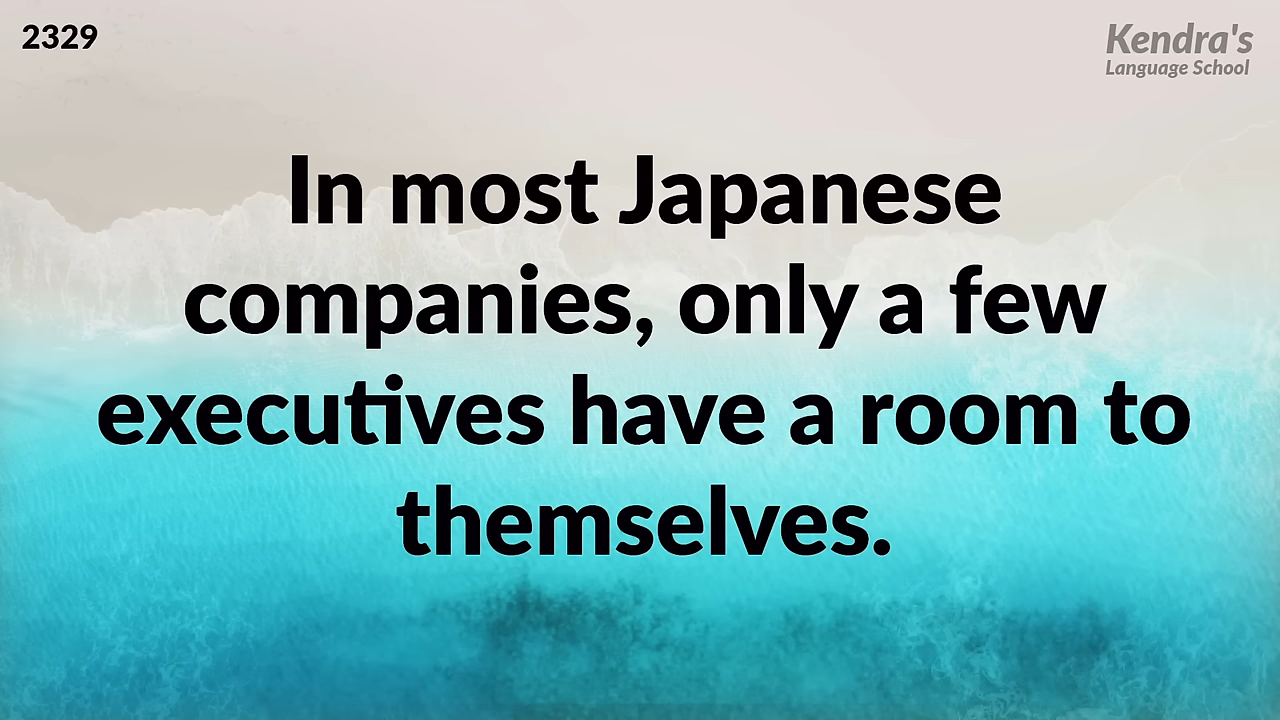 2329
Kendra's
Language School
In most Japanese
companies, only a few
executives have a room to
themselves.